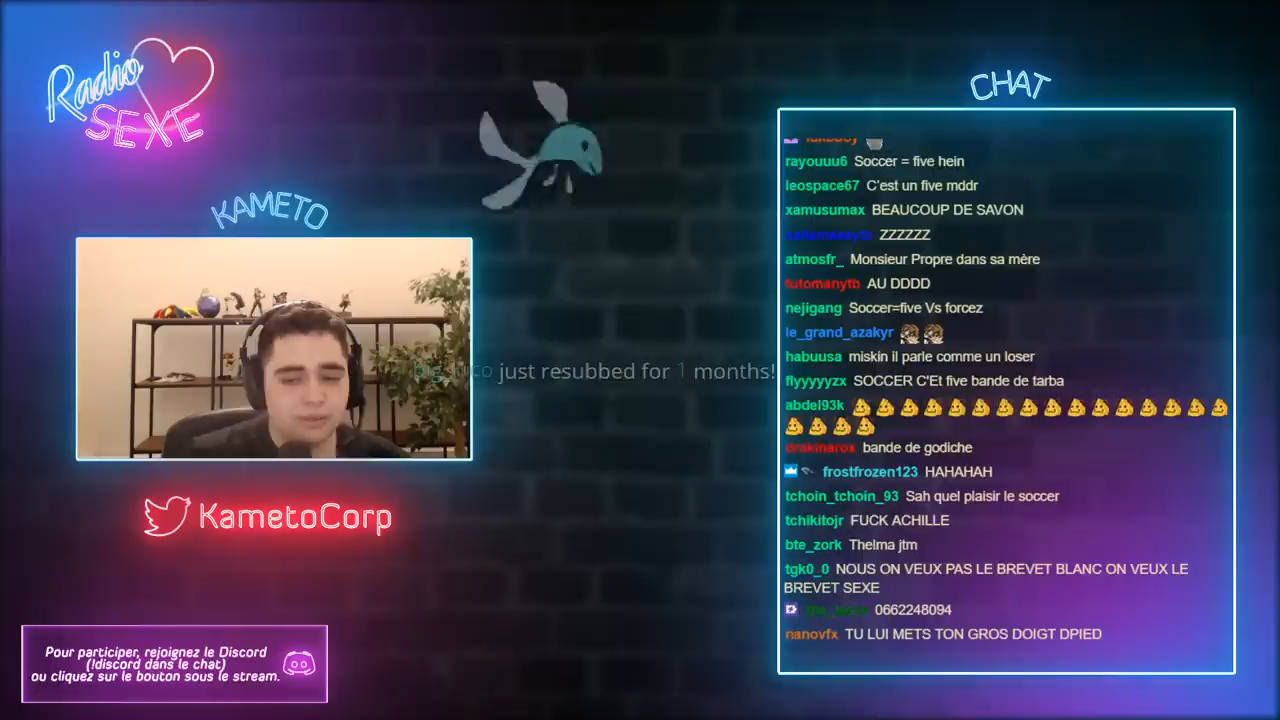 Radio
SEXE
KAMETO
just resubbed for 1 months!
KametoCorp
Pour participer, rejoignez le Discord
(!discord dans le chat)
ou cliquez sur le bouton sous le stream.
CHAT
rayouuu6 Soccer = five hein
leospace67 C'est un five mddr
xamusumax BEAUCOUP DE SAVON
ZZZZZZ
atmosfr_ Monsieur Propre dans sa mère
tutomanytb AU DDDD
nejigang Soccer=five Vs forcez
le_grand_azakyr
habuusa miskin il parle comme un loser
flyyyyyzx SOCCER C'Et five bande de tarba
abdel93k
drakmarox bande de godiche
frostfrozen123 HAHAHAH
tchoin_tchoin_93 Sah quel plaisir le soccer
tchikitojr FUCK ACHILLE
bte_zork Thelma jtm
tgk0_0 NOUS ON VEUX PAS LE BREVET BLANC ON VEUX LE
BREVET SEXE
0662248094
nanovfx TU LUI METS TON GROS DOIGT DPIED